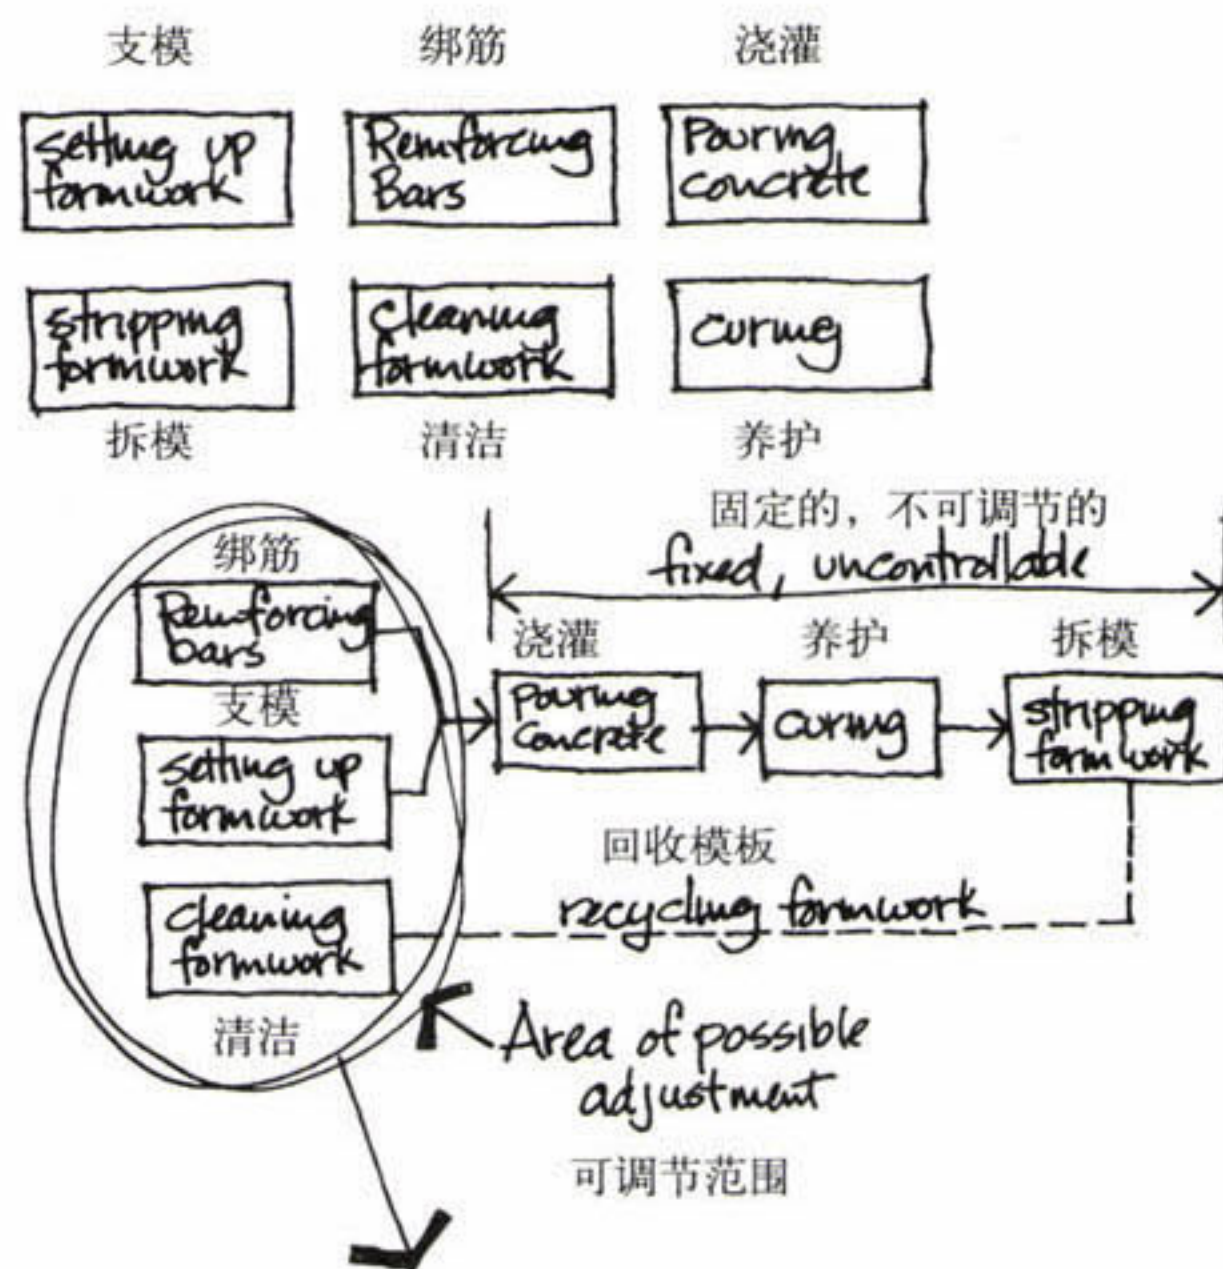 支模 绑筋 浇灌
setting up formwork
Reinforcing Bars
Pouring concrete
stripping formwork
cleaning formwork
curing
拆模 清洁 养护
固定的，不可调节的
fixed, uncontrollable
绑筋
Reinforcing bars
支模
setting up formwork
cleaning formwork
清洁
浇灌 养护 拆模
Pouring Concrete
curing
stripping formwork
回收模板
recycling formwork
Area of possible
adjustment
可调节范围